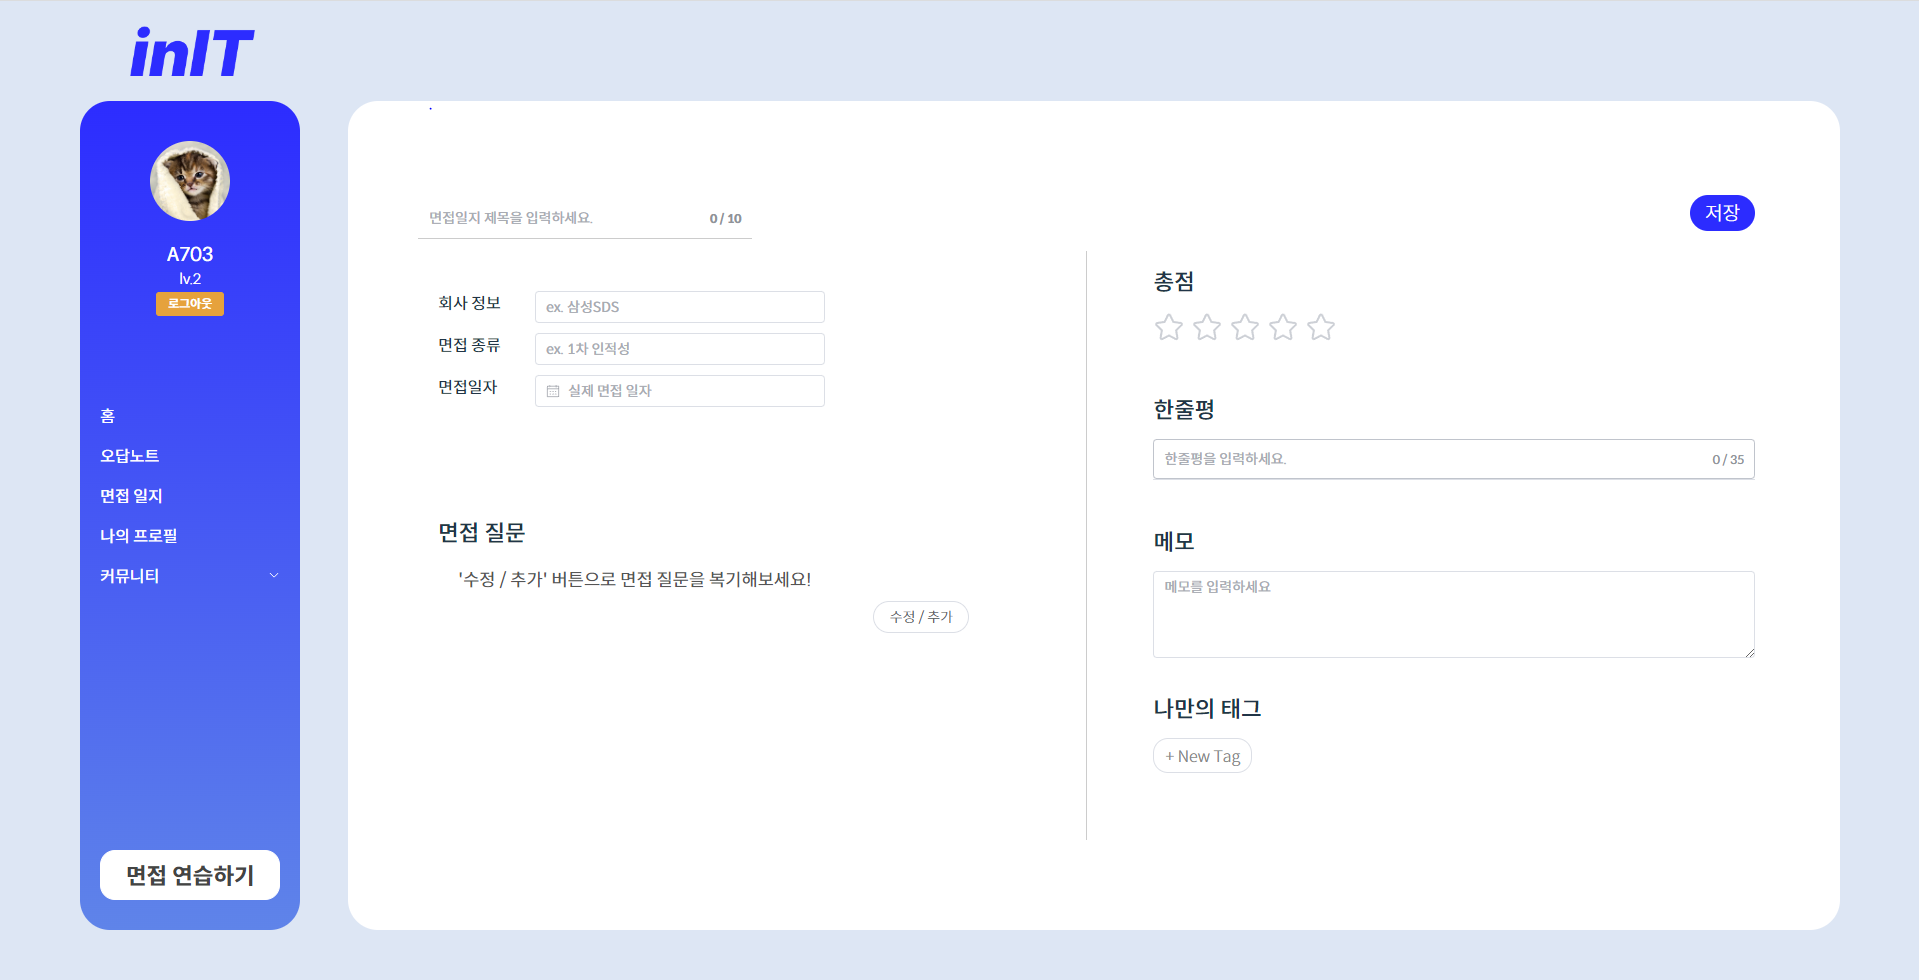 inIT
A703
lv.2
로그아웃
홈
오답노트
면접 일지
나의 프로필
커뮤니티
면접 연습하기
면접일지 제목을 입력하세요. 0 / 10
저장
회사 정보 ex. 삼성SDS
면접 종류 ex. 1차 인적성
면접일자 실제 면접 일자
면접 질문
'수정 / 추가' 버튼으로 면접 질문을 복기해보세요!
수정 / 추가
총점
한줄평
한줄평을 입력하세요. 0 / 35
메모
메모를 입력하세요
나만의 태그
+ New Tag